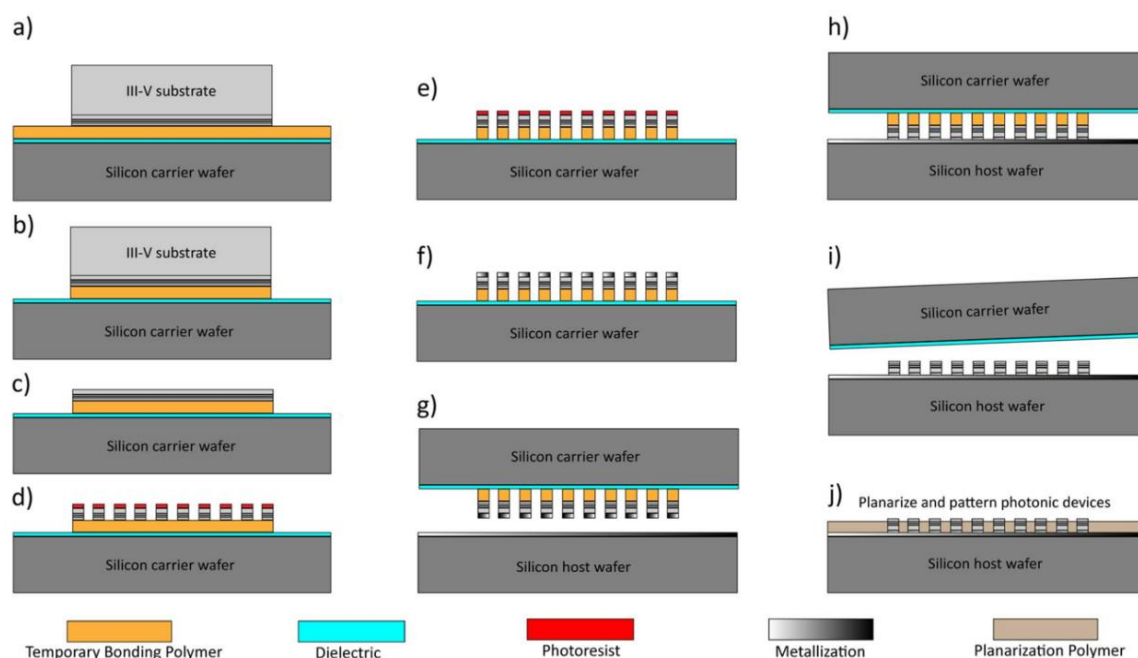 a)
III-V substrate
Silicon carrier wafer
b)
III-V substrate
Silicon carrier wafer
c)
Silicon carrier wafer
d)
Silicon carrier wafer
e)
Silicon carrier wafer
f)
Silicon carrier wafer
g)
Silicon carrier wafer
Silicon host wafer
h)
Silicon carrier wafer
Silicon host wafer
i)
Silicon carrier wafer
Silicon host wafer
j)
Planarize and pattern photonic devices
Silicon host wafer
Temporary Bonding Polymer
Dielectric
Photoresist
Metallization
Planarization Polymer